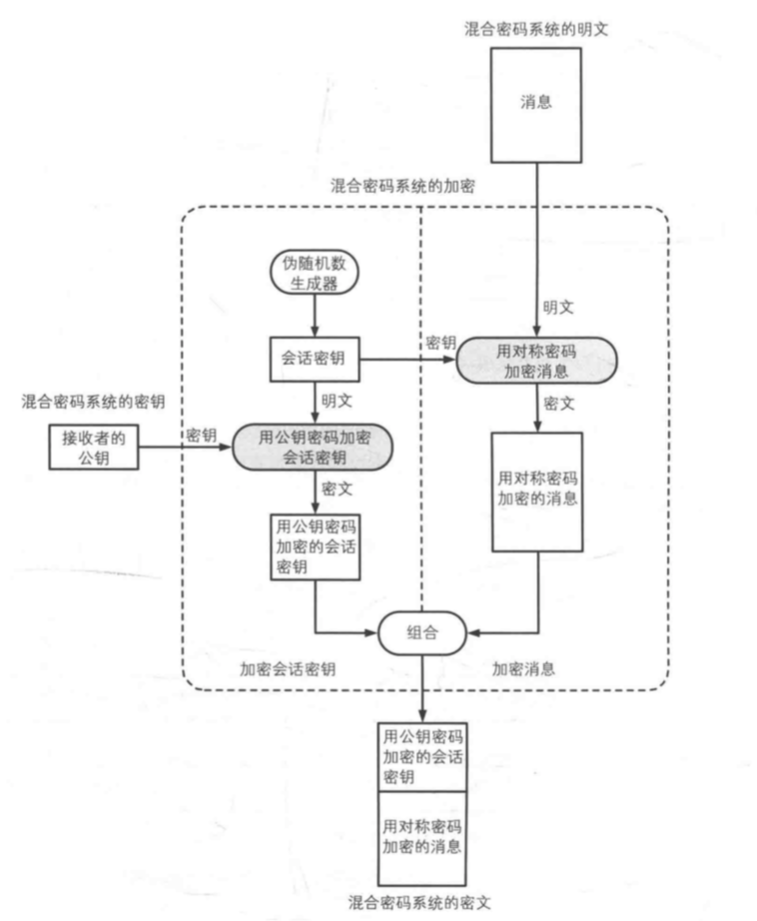 混合密码系统的明文
消息
混合密码系统的加密
伪随机数
生成器
明文
会话密钥
密钥
用对称密码
加密消息
混合密码系统的密钥
明文
密文
接收者的
公钥
密钥
用公钥密码加密
会话密钥
用对称密码
加密的消息
密文
用公钥密码
加密的会话
密钥
组合
加密会话密钥
加密消息
用公钥密码
加密的会话
密钥
用对称密码
加密的消息
混合密码系统的密文